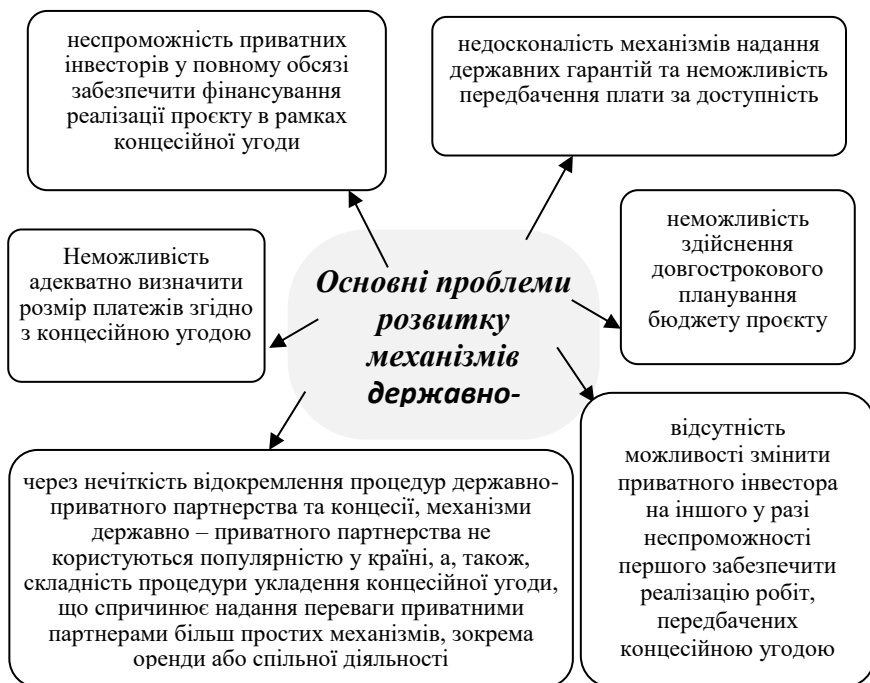 неспроможність приватних
інвесторів у повному обсязі
забезпечити фінансування
реалізації проєкту в рамках
концесійної угоди
недосконалість механізмів надання
державних гарантій та неможливість
передбачення плати за доступність
Неможливість
адекватно визначити
розмір платежів згідно
з концесійною угодою
Основні проблеми
розвитку
механізмів
державно-
неможливість
здійснення
довгострокового
планування
бюджету проєкту
через нечіткість відокремлення процедур державно-
приватного партнерства та концесії, механізми
державно – приватного партнерства не
користуються популярністю у країні, а, також,
складність процедури укладення концесійної угоди,
що спричинює надання переваги приватними
партнерами більш простих механізмів, зокрема
оренди або спільної діяльності
відсутність
можливості змінити
приватного інвестора
на іншого у разі
неспроможності
першого забезпечити
реалізацію робіт,
передбачених
концесійною угодою